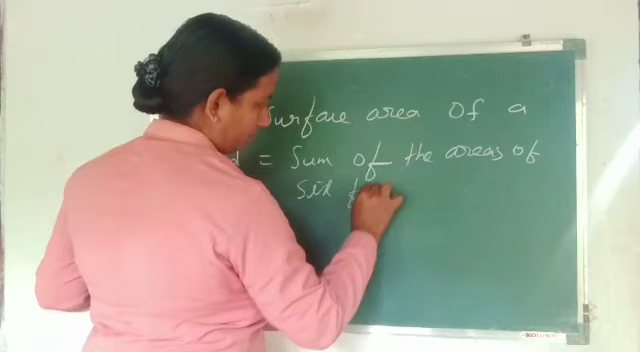 Surface area of a
= Sum of the areas of
six